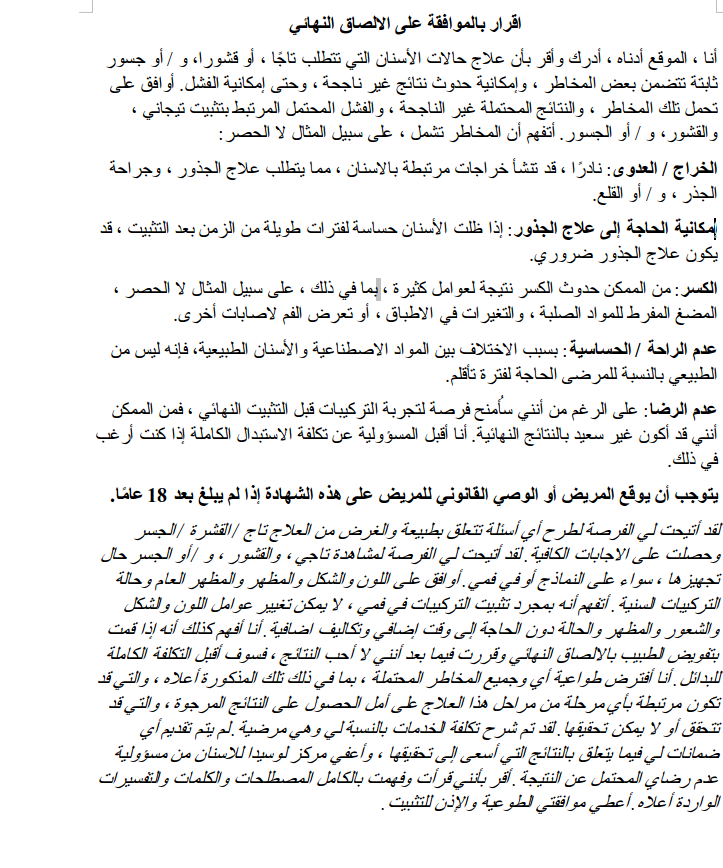 اقرار بالموافقة على الالصاق النهائي
أنا ، الموقع أدناه ، أدرك وأقر بأن علاج حالات الأسنان التي تتطلب تاجًا ، أو قشورا، و / أو جسور
ثابتة تتضمن بعض المخاطر ، وإمكانية حدوث نتائج غير ناجحة ، وحتى إمكانية الفشل. أوافق على
تحمل تلك المخاطر ، والنتائج المحتملة غير الناجحة ، والفشل المحتمل المرتبط بتثبيت تيجاني ،
والقشور، و / أو الجسور. أتفهم أن المخاطر تشمل ، على سبيل المثال لا الحصر:
الخراج / العدوى: نادرًا ، قد تنشأ خراجات مرتبطة بالاسنان ، مما يتطلب علاج الجذور ، وجراحة
الجذر ، و / أو القلع.
إمكانية الحاجة إلى علاج الجذور: إذا ظلت الأسنان حساسة لفترات طويلة من الزمن بعد التثبيت ، قد
يكون علاج الجذور ضروري.
الكسر: من الممكن حدوث الكسر نتيجة لعوامل كثيرة ، بما في ذلك ، على سبيل المثال لا الحصر ،
المضغ المفرط للمواد الصلبة ، والتغيرات في الاطباق ، أو تعرض الفم لاصابات أخرى.
عدم الراحة / الحساسية: بسبب الاختلاف بين المواد الاصطناعية والأسنان الطبيعية، فإنه ليس من
الطبيعي بالنسبة للمرضى الحاجة لفترة تأقلم.
عدم الرضا: على الرغم من أنني سأمنح فرصة لتجربة التركيبات قبل التثبيت النهائي ، فمن الممكن
أنني قد أكون غير سعيد بالنتائج النهائية. أنا أقبل المسؤولية عن تكلفة الاستبدال الكاملة إذا كنت أرغب
في ذلك.
يتوجب أن يوقع المريض أو الوصي القانوني للمريض على هذه الشهادة إذا لم يبلغ بعد 18 عامًا.
لقد أتيحت لي الفرصة لطرح أي أسئلة تتعلق بطبيعة والغرض من العلاج تاج / القشرة / الجسر
وحصلت على الاجابات الكافية. لقد أتيحت لي الفرصة لمشاهدة تاجي ، والقشور ، و / أو الجسر حال
تجهيزها ، سواء على النماذج أو في فمي. أوافق على اللون والشكل والمظهر والمظهر العام وحالة
التركيبات السنية. أتفهم أنه بمجرد تثبيت التركيبات في فمي ، لا يمكن تغيير عوامل اللون والشكل
والشعور والمظهر والحالة دون الحاجة إلى وقت إضافي وتكاليف اضافية. أنا أفهم كذلك أنه إذا قمت
بتفويض الطبيب بالالصاق النهائي وقررت فيما بعد أنني لا أحب النتائج ، فسوف أقبل التكلفة الكاملة
للبدائل. أنا أفترض طواعية أي وجميع المخاطر المحتملة ، بما في ذلك تلك المذكورة أعلاه ، والتي قد
تكون مرتبطة بأي مرحلة من مراحل هذا العلاج على أمل الحصول على النتائج المرجوة ، والتي قد
تتحقق أو لا يمكن تحقيقها. لقد تم شرح تكلفة الخدمات بالنسبة لي وهي مرضية. لم يتم تقديم أي
ضمانات لي فيما يتعلق بالنتائج التي أسعى إلى تحقيقها ، وأعفي مركز لوسيدا للاسنان من مسؤولية
عدم رضاي المحتمل عن النتيجة. أقر بأنني قرأت وفهمت بالكامل المصطلحات والكلمات والتفسيرات
الواردة أعلاه. أعطي موافقتي الطوعية والإذن للتثبيت.